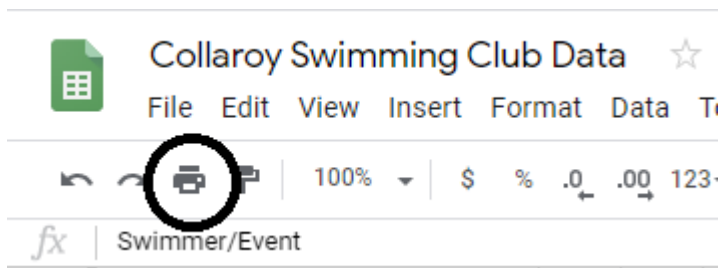 Collaroy Swimming Club Data
File Edit View Insert Format Data
100% $ % .0 .00 123
fx Swimmer/Event